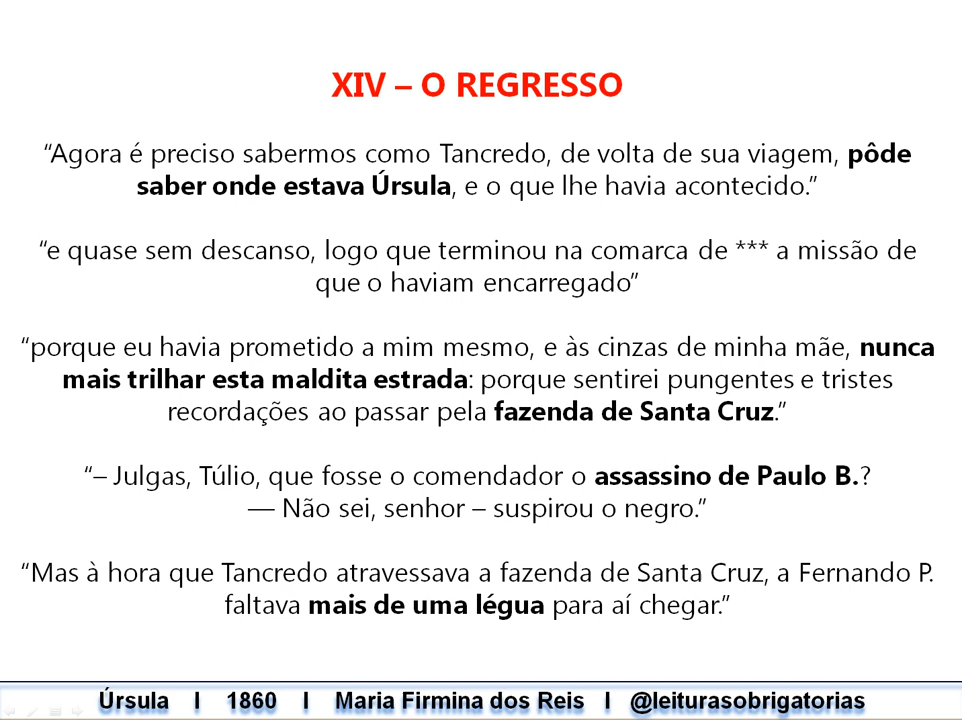 XIV – O REGRESSO
“Agora é preciso sabermos como Tancredo, de volta de sua viagem, pôde
saber onde estava Úrsula, e o que lhe havia acontecido.”
“e quase sem descanso, logo que terminou na comarca de *** a missão de
que o haviam encarregado”
“porque eu havia prometido a mim mesmo, e às cinzas de minha mãe, nunca
mais trilhar esta maldita estrada: porque sentirei pungentes e tristes
recordações ao passar pela fazenda de Santa Cruz.”
“– Julgas, Túlio, que fosse o comendador o assassino de Paulo B.?
— Não sei, senhor – suspirou o negro.”
“Mas à hora que Tancredo atravessava a fazenda de Santa Cruz, a Fernando P.
faltava mais de uma légua para aí chegar.”
Úrsula I 1860 I Maria Firmina dos Reis I @leiturasobrigatorias